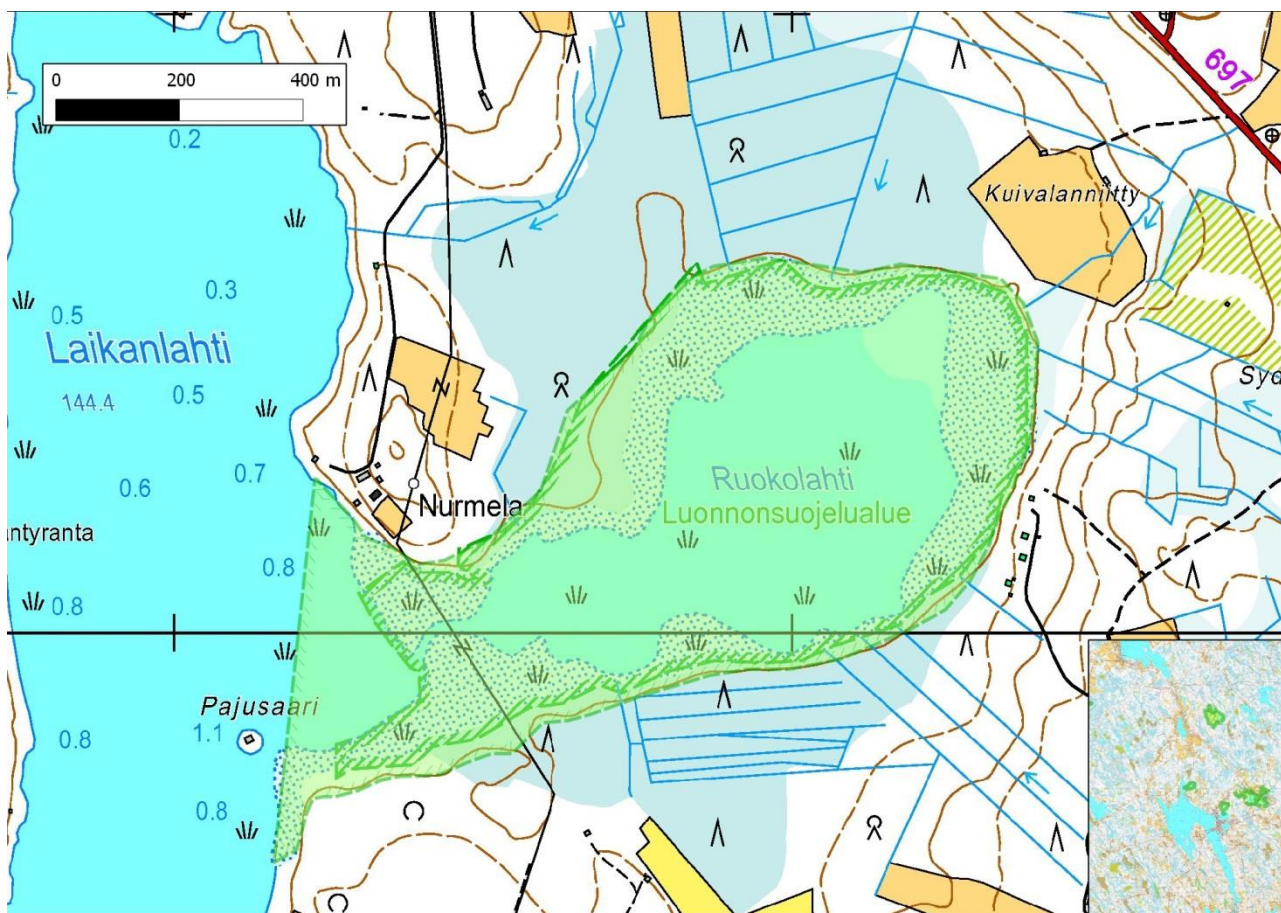 0 200 400 m
697
0.2
Kuivalanniitty
0.3
0.5
Laikanlahti
Syd
0.5
144.4
0.7
0.6
Ruokolahti
Nurmela
Luonnonsuojelualue
ntyranta
0.8
0.8
Pajusaari
1.1
0.8
0.8